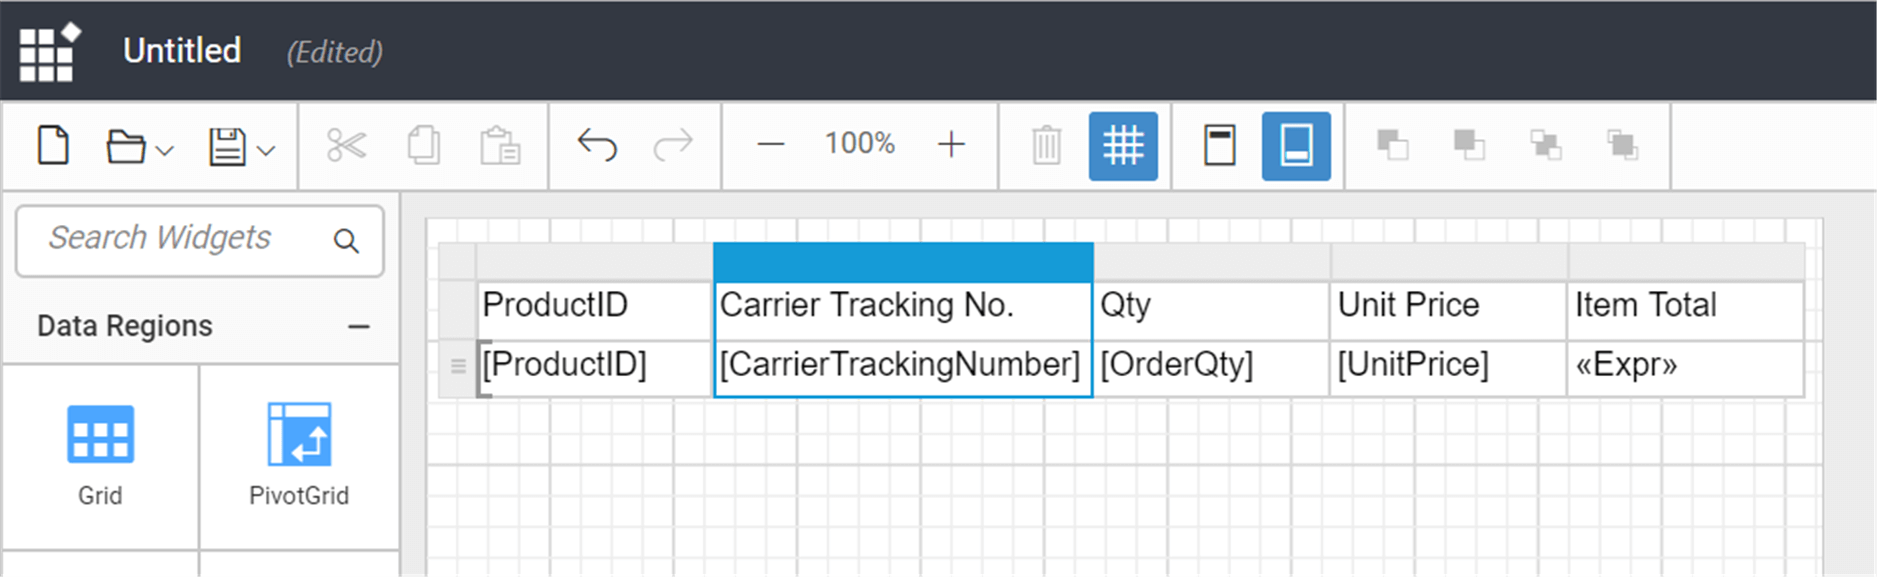 Untitled (Edited)
100%
Search Widgets
Data Regions
Grid PivotGrid
ProductID Carrier Tracking No. Qty Unit Price Item Total
[ProductID] [CarrierTrackingNumber] [OrderQty] [UnitPrice] «Expr»